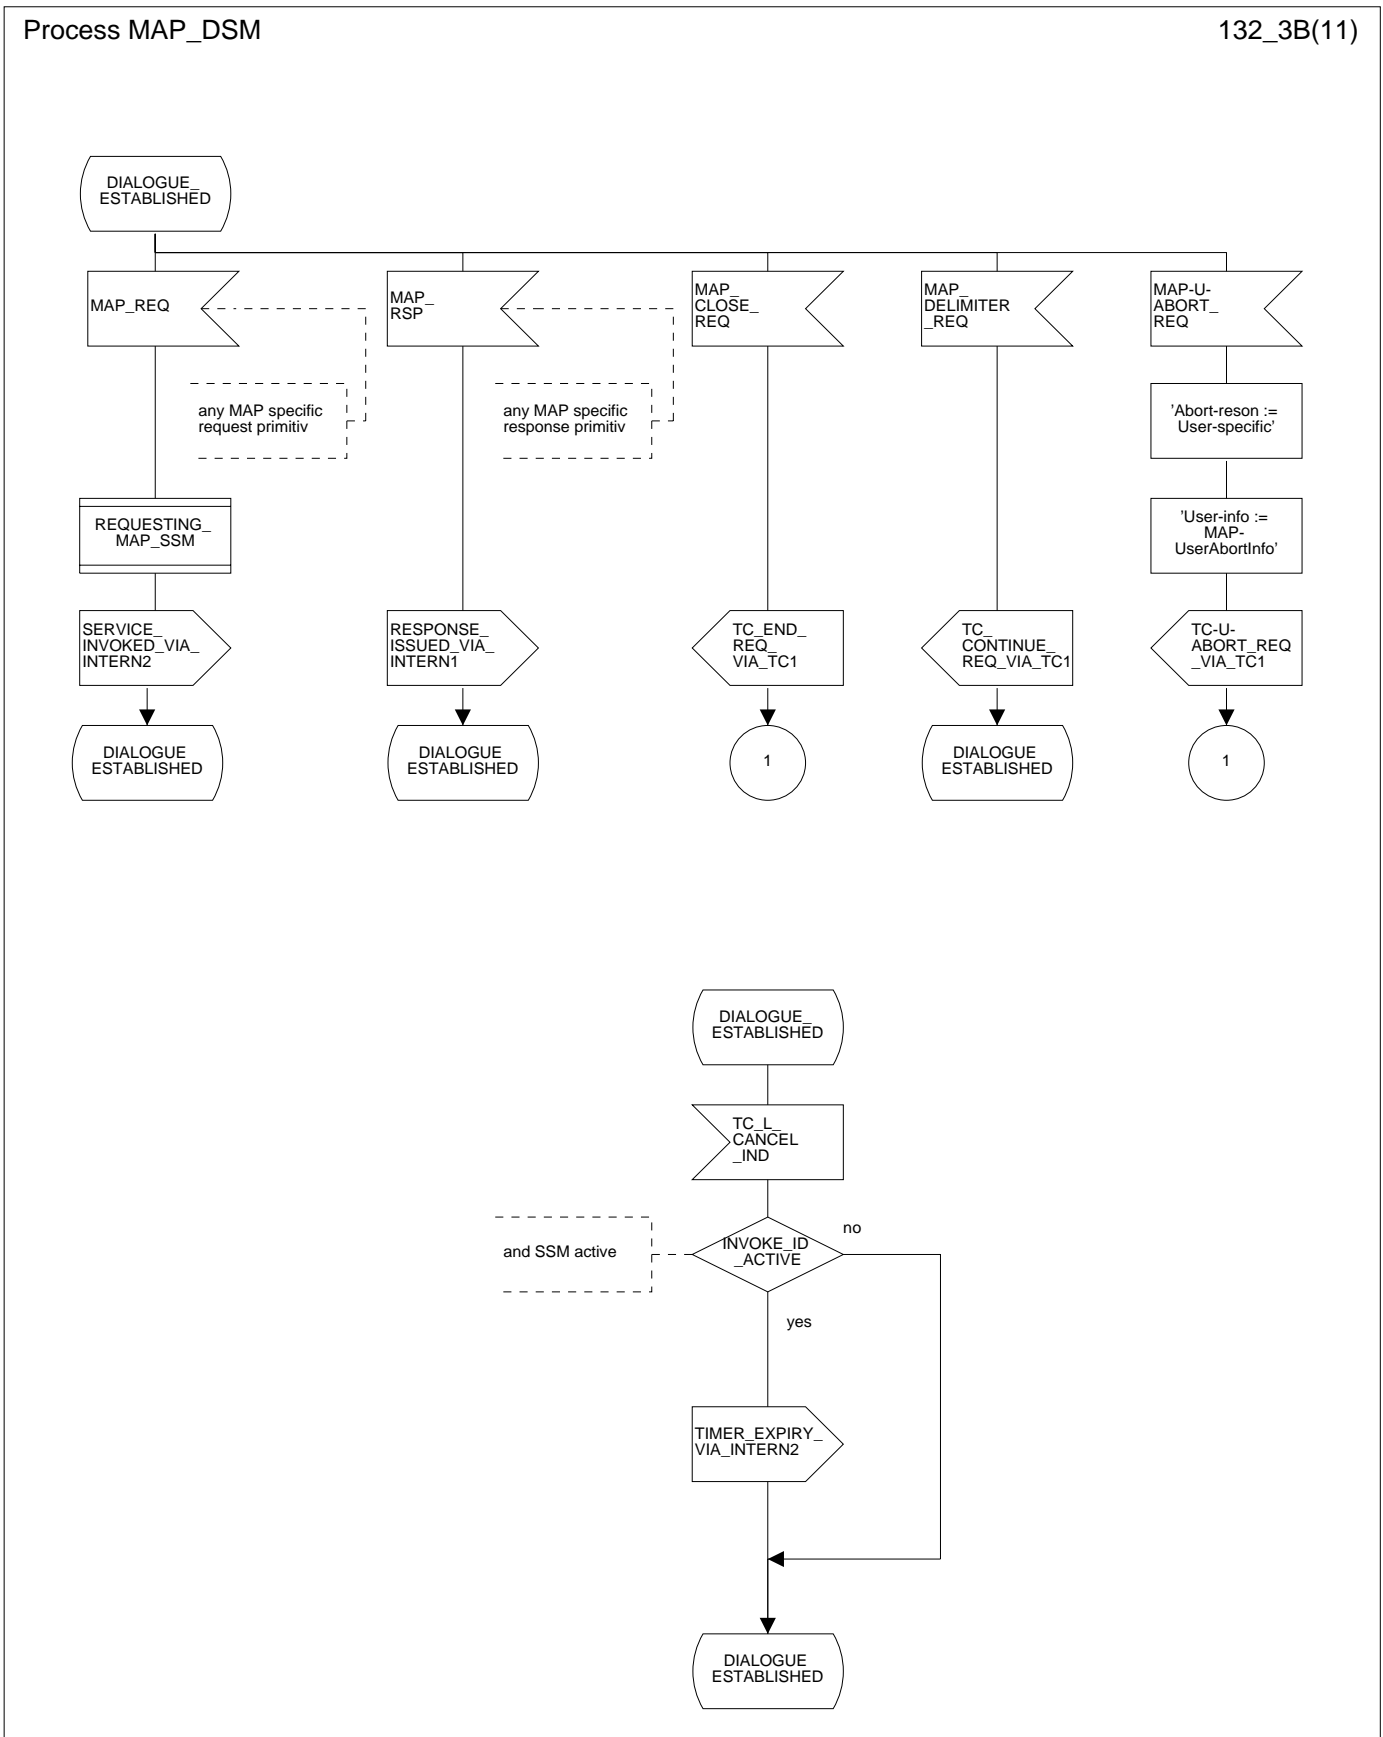 Process MAP_DSM
132_3B(11)
DIALOGUE_
ESTABLISHED
MAP_REQ
MAP_
RSP
MAP_
CLOSE_
REQ
MAP_
DELIMITER
_REQ
MAP-U-
ABORT_
REQ
any MAP specific
request primitiv
any MAP specific
response primitiv
'Abort-reson :=
User-specific'
REQUESTING_
MAP_SSM
'User-info :=
MAP-
UserAbortInfo'
SERVICE_
INVOKED_VIA_
INTERN2
RESPONSE_
ISSUED_VIA_
INTERN1
TC_END_
REQ_
VIA_TC1
TC_
CONTINUE_
REQ_VIA_TC1
TC-U-
ABORT_REQ
_VIA_TC1
DIALOGUE
ESTABLISHED
DIALOGUE
ESTABLISHED
1
DIALOGUE
ESTABLISHED
1
DIALOGUE_
ESTABLISHED
TC_L_
CANCEL
_IND
no
and SSM active
INVOKE_ID
_ACTIVE
yes
TIMER_EXPIRY_
VIA_INTERN2
DIALOGUE
ESTABLISHED